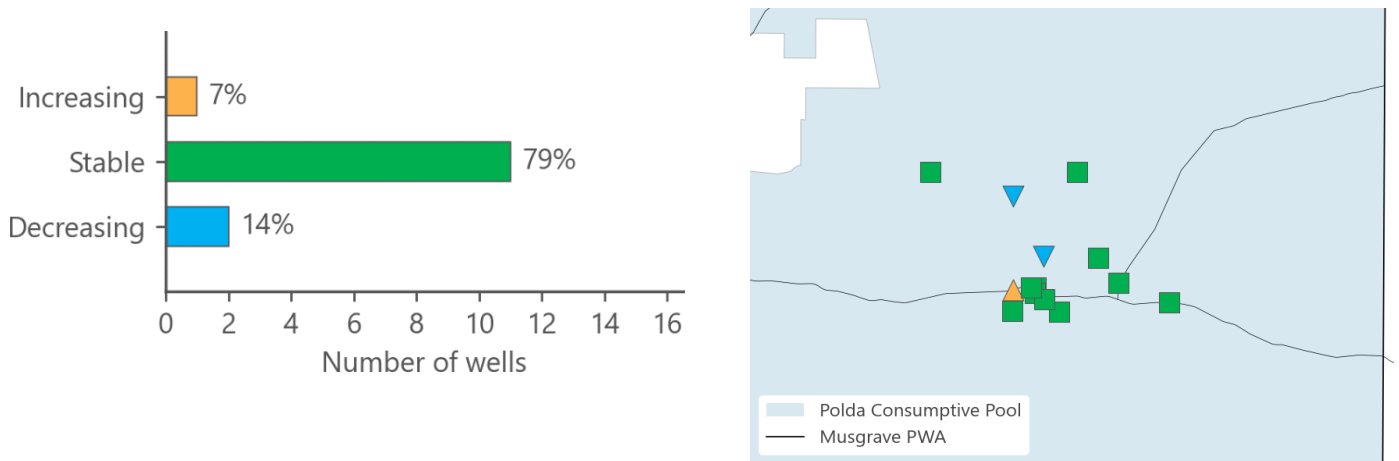 Increasing 7%
Stable 79%
Decreasing 14%
0 2 4 6 8 10 12 14 16
Number of wells
Polda Consumptive Pool
Musgrave PWA